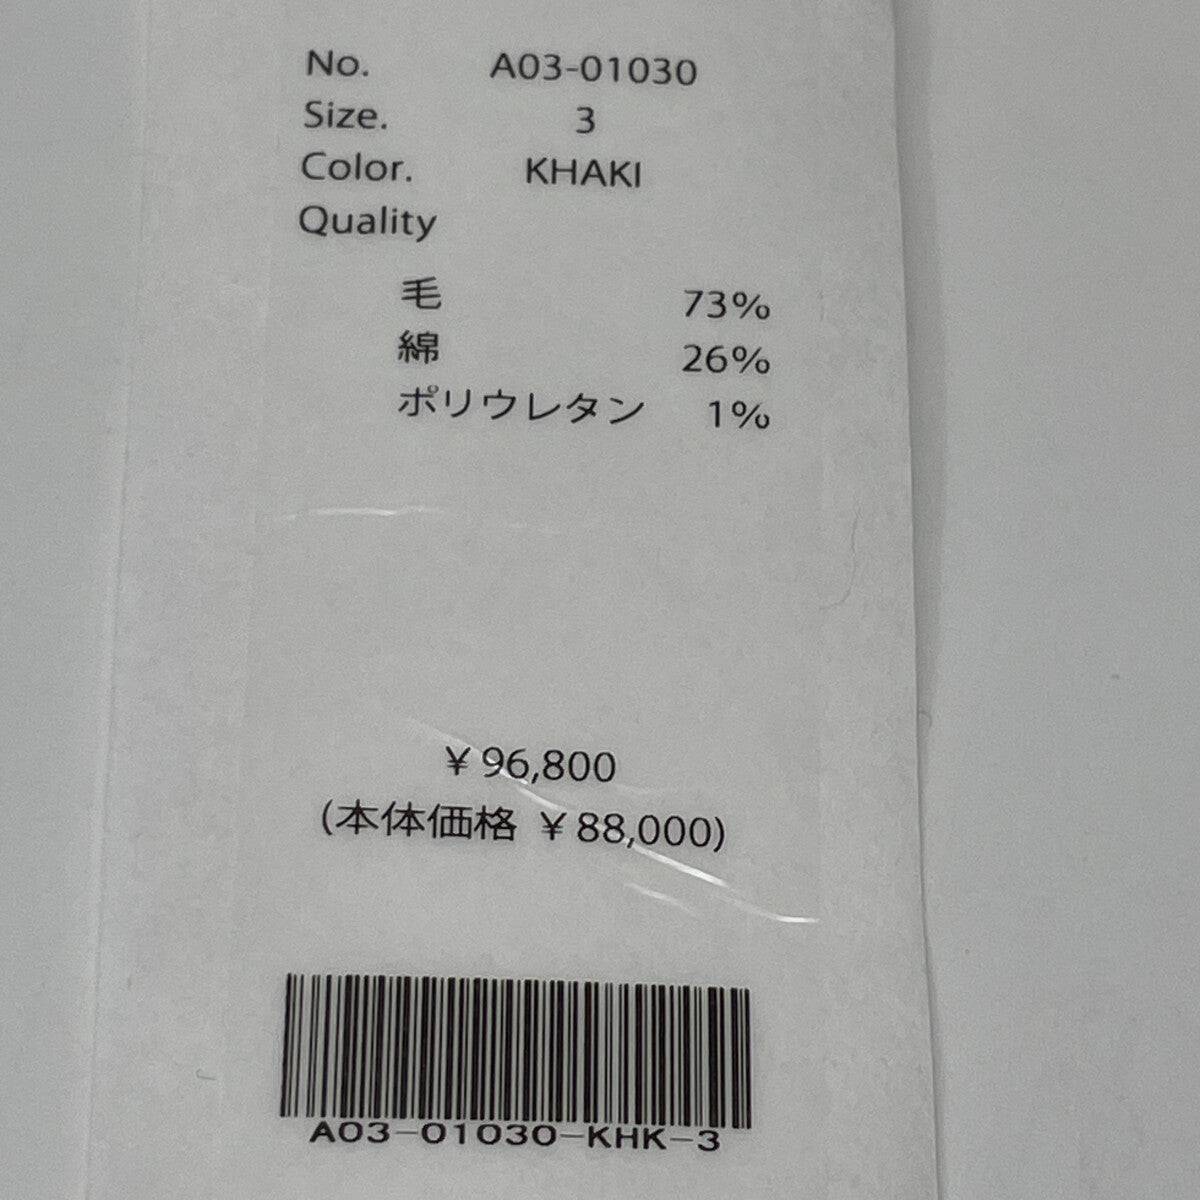 No. A03-01030
Size. 3
Color. KHAKI
Quality
毛 73%
綿 26%
ポリウレタン 1%
¥96,800
(本体価格 ¥88,000)
A03-01030-KHK-3